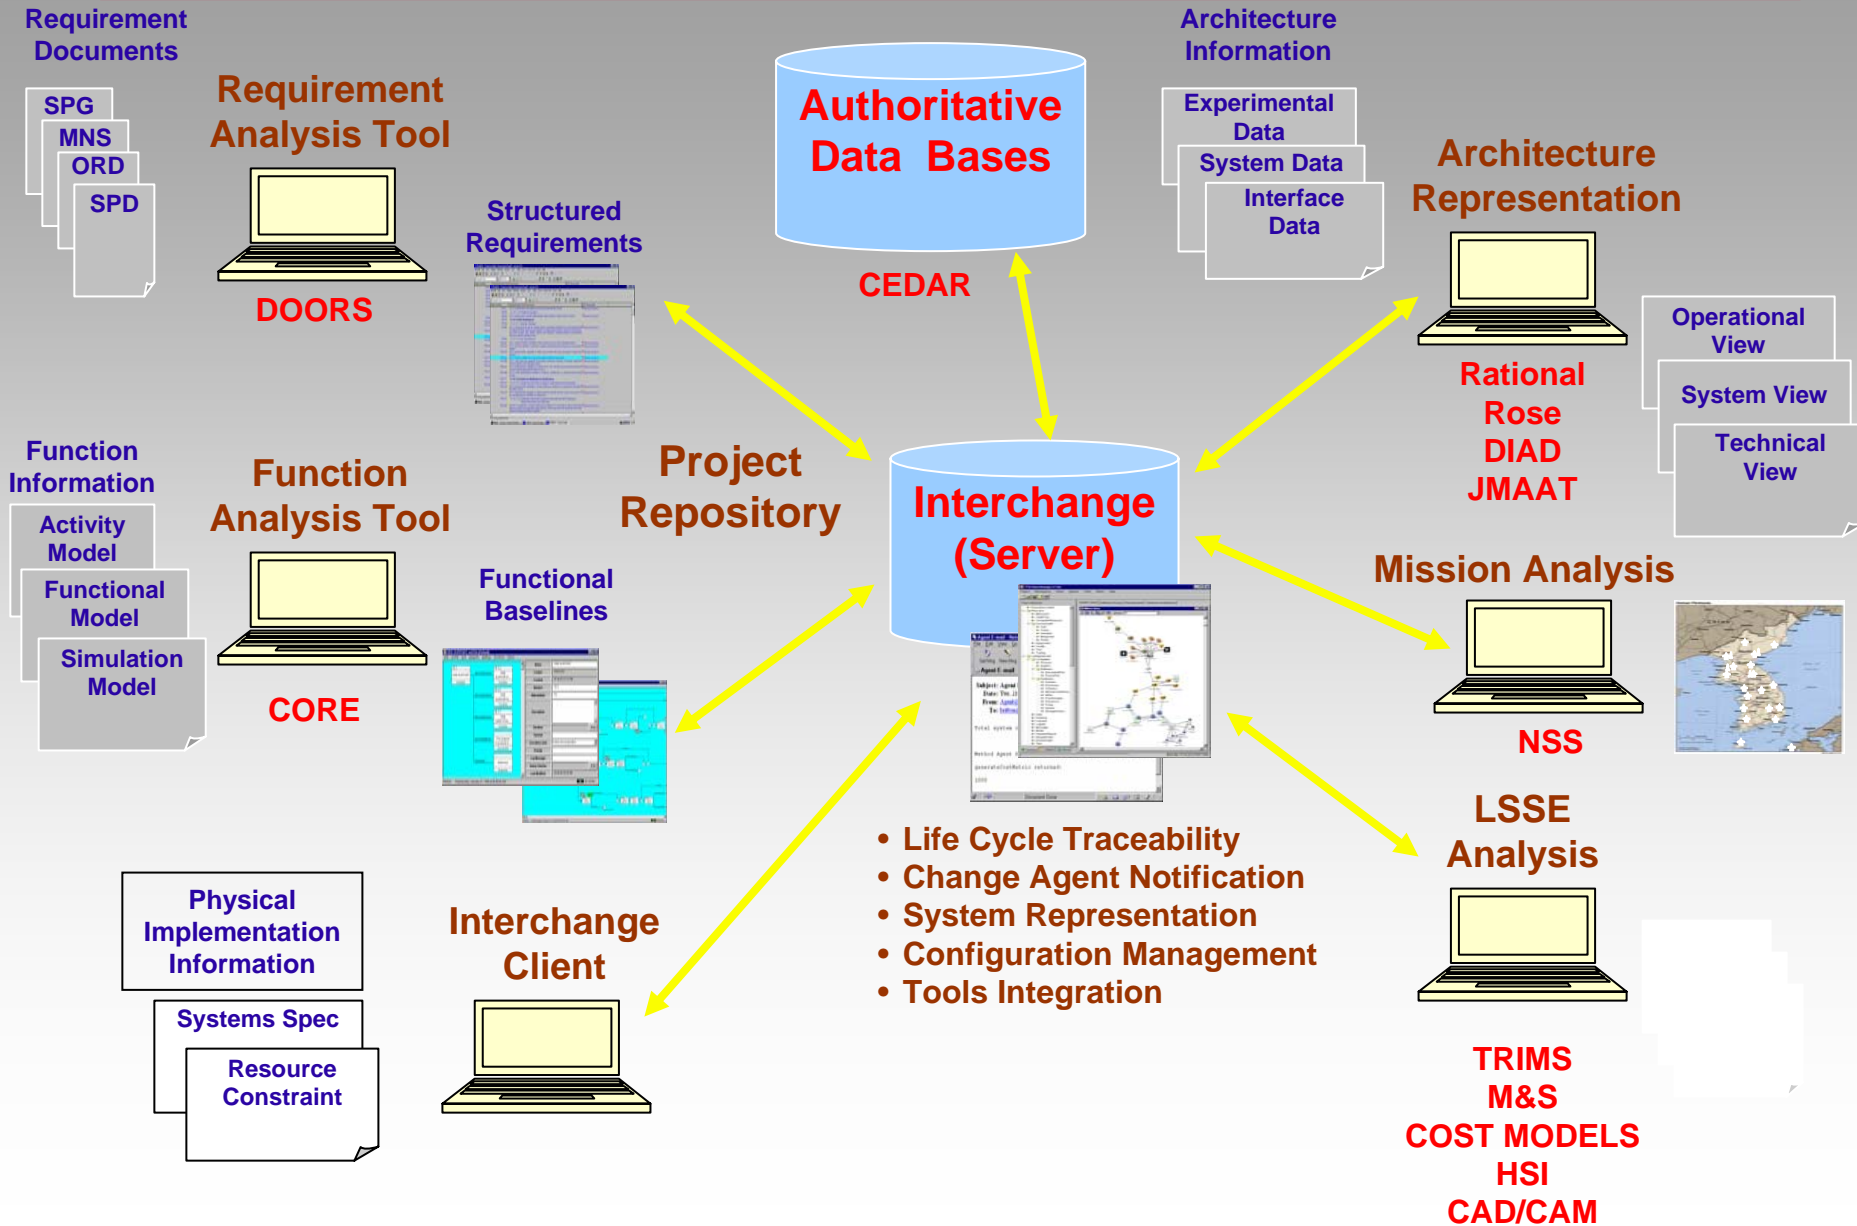 Requirement
Documents
SPG
MNS
ORD
SPD
Requirement
Analysis Tool
DOORS
Structured
Requirements
Authoritative
Data Bases
CEDAR
Architecture
Information
Experimental
Data
System Data
Interface
Data
Architecture
Representation
Rational
Rose
DIAD
JMAAT
Operational
View
System View
Technical
View
Function
Information
Activity
Model
Functional
Model
Simulation
Model
Function
Analysis Tool
CORE
Functional
Baselines
Project
Repository
Interchange
(Server)
Mission Analysis
NSS
LSSE
Analysis
TRIMS
M&S
COST MODELS
HSI
CAD/CAM
• Life Cycle Traceability
• Change Agent Notification
• System Representation
• Configuration Management
• Tools Integration
Physical
Implementation
Information
Systems Spec
Resource
Constraint
Interchange
Client